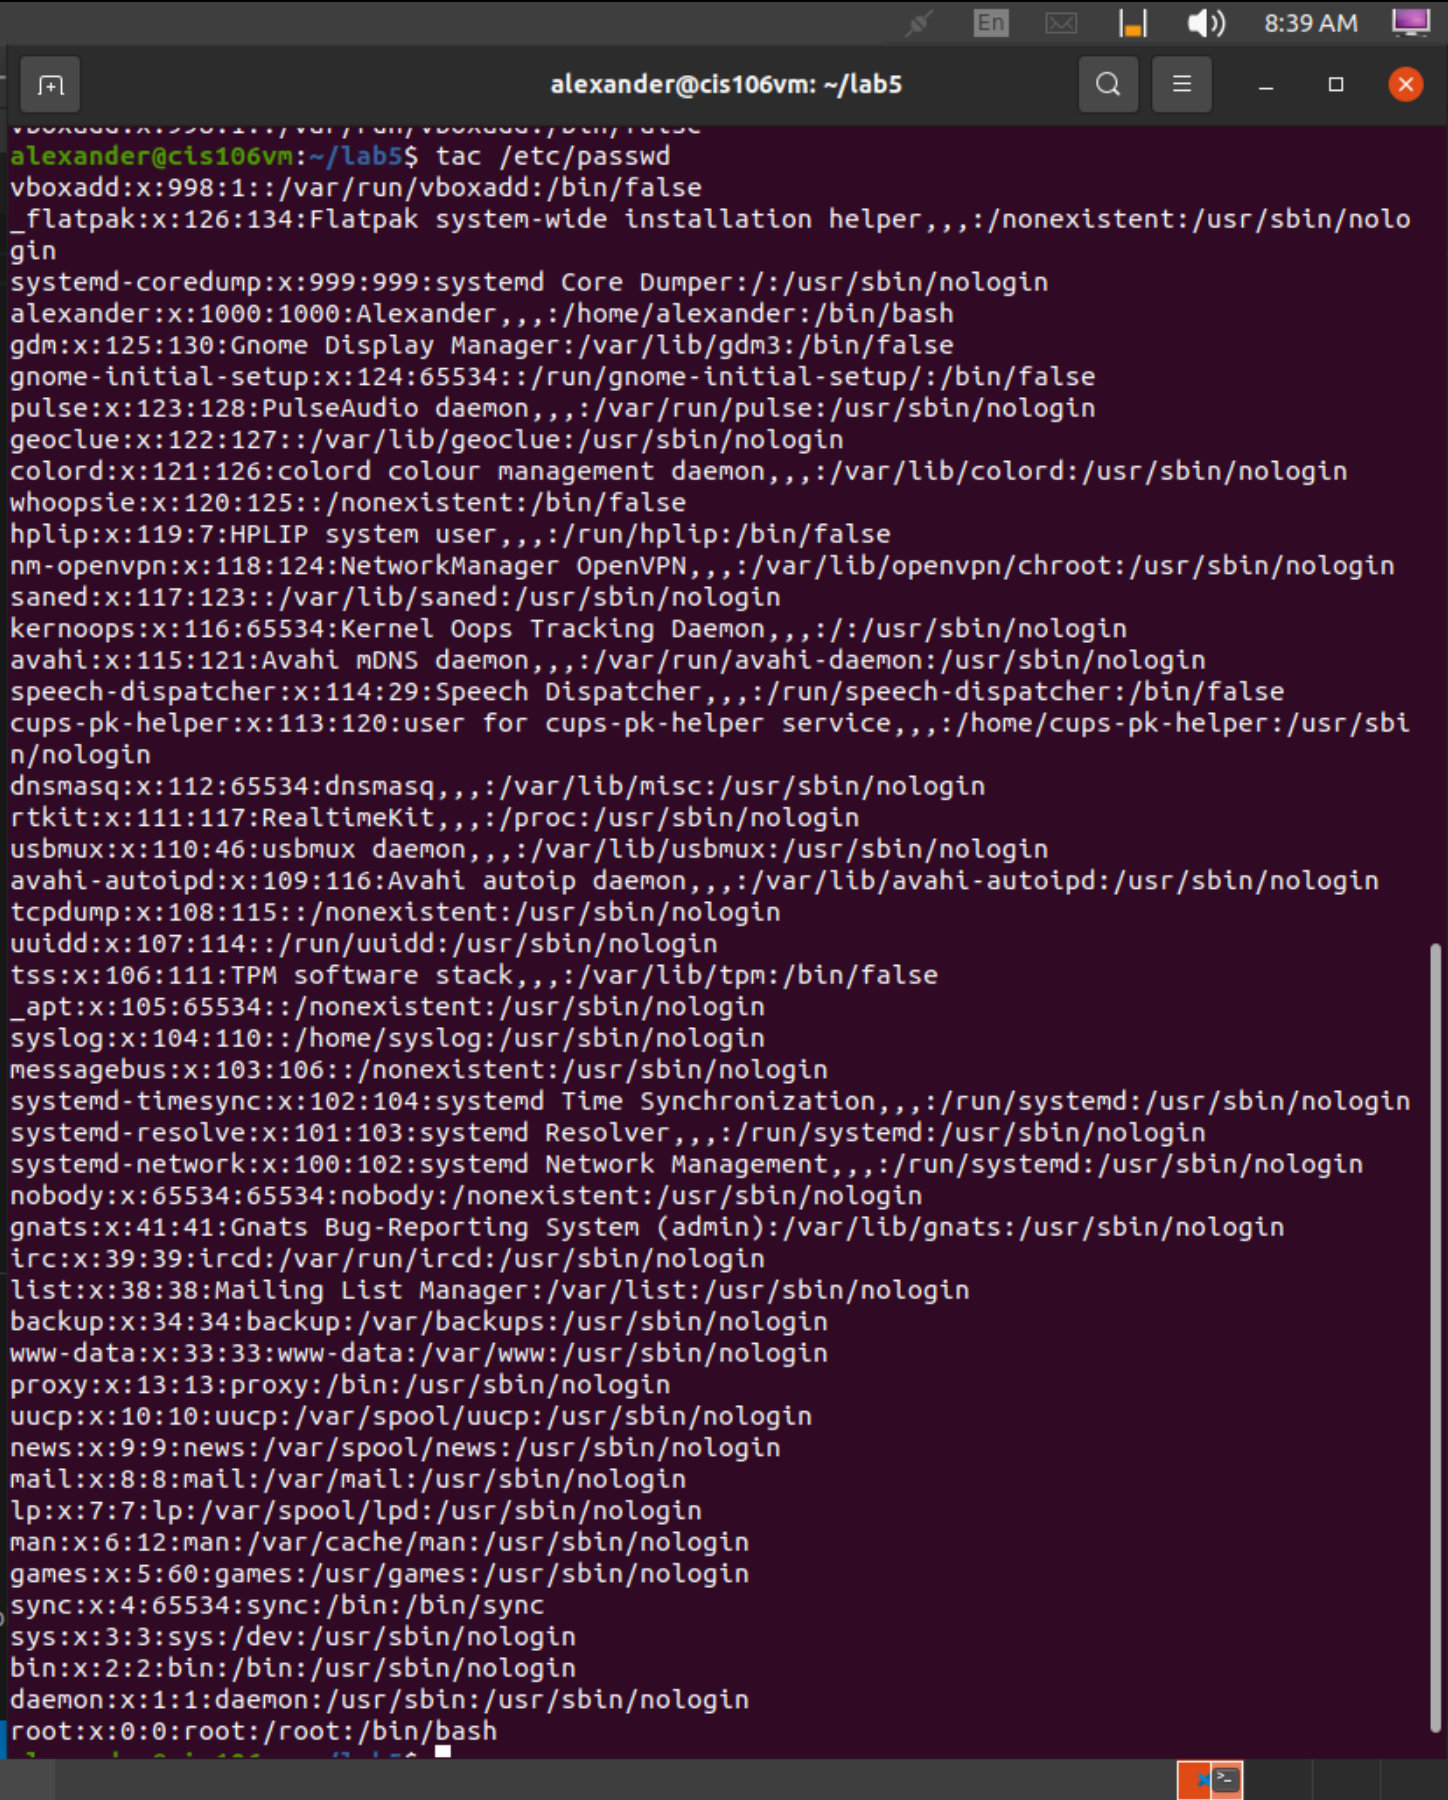 En
8:39 AM
alexander@cis106vm: ~/lab5
vboxadd:x:998:1::/var/run/vboxadd:/bin/false
alexander@cis106vm:~/lab5$ tac /etc/passwd
vboxadd:x:998:1::/var/run/vboxadd:/bin/false
_flatpak:x:126:134:Flatpak system-wide installation helper,,,:/nonexistent:/usr/sbin/nolo
gin
systemd-coredump:x:999:999:systemd Core Dumper:/:/usr/sbin/nologin
alexander:x:1000:1000:Alexander,,,:/home/alexander:/bin/bash
gdm:x:125:130:Gnome Display Manager:/var/lib/gdm3:/bin/false
gnome-initial-setup:x:124:65534::/run/gnome-initial-setup/:/bin/false
pulse:x:123:128:PulseAudio daemon,,,:/var/run/pulse:/usr/sbin/nologin
geoclue:x:122:127::/var/lib/geoclue:/usr/sbin/nologin
colord:x:121:126:colord colour management daemon,,,:/var/lib/colord:/usr/sbin/nologin
whoopsie:x:120:125::/nonexistent:/bin/false
hplip:x:119:7:HPLIP system user,,,:/run/hplip:/bin/false
nm-openvpn:x:118:124:NetworkManager OpenVPN,,,:/var/lib/openvpn/chroot:/usr/sbin/nologin
saned:x:117:123::/var/lib/saned:/usr/sbin/nologin
kernoops:x:116:65534:Kernel Oops Tracking Daemon,,,:/:/usr/sbin/nologin
avahi:x:115:121:Avahi mDNS daemon,,,:/var/run/avahi-daemon:/usr/sbin/nologin
speech-dispatcher:x:114:29:Speech Dispatcher,,,:/run/speech-dispatcher:/bin/false
cups-pk-helper:x:113:120:user for cups-pk-helper service,,,:/home/cups-pk-helper:/usr/sbi
n/nologin
dnsmasq:x:112:65534:dnsmasq,,,:/var/lib/misc:/usr/sbin/nologin
rtkit:x:111:117:RealtimeKit,,,:/proc:/usr/sbin/nologin
usbmux:x:110:46:usbmux daemon,,,:/var/lib/usbmux:/usr/sbin/nologin
avahi-autoipd:x:109:116:Avahi autoip daemon,,,:/var/lib/avahi-autoipd:/usr/sbin/nologin
tcpdump:x:108:115::/nonexistent:/usr/sbin/nologin
uuidd:x:107:114::/run/uuidd:/usr/sbin/nologin
tss:x:106:111:TPM software stack,,,:/var/lib/tpm:/bin/false
_apt:x:105:65534::/nonexistent:/usr/sbin/nologin
syslog:x:104:110::/home/syslog:/usr/sbin/nologin
messagebus:x:103:106::/nonexistent:/usr/sbin/nologin
systemd-timesync:x:102:104:systemd Time Synchronization,,,:/run/systemd:/usr/sbin/nologin
systemd-resolve:x:101:103:systemd Resolver,,,:/run/systemd:/usr/sbin/nologin
systemd-network:x:100:102:systemd Network Management,,,:/run/systemd:/usr/sbin/nologin
nobody:x:65534:65534:nobody:/nonexistent:/usr/sbin/nologin
gnats:x:41:41:Gnats Bug-Reporting System (admin):/var/lib/gnats:/usr/sbin/nologin
irc:x:39:39:ircd:/var/run/ircd:/usr/sbin/nologin
list:x:38:38:Mailing List Manager:/var/list:/usr/sbin/nologin
backup:x:34:34:backup:/var/backups:/usr/sbin/nologin
www-data:x:33:33:www-data:/var/www:/usr/sbin/nologin
proxy:x:13:13:proxy:/bin:/usr/sbin/nologin
uucp:x:10:10:uucp:/var/spool/uucp:/usr/sbin/nologin
news:x:9:9:news:/var/spool/news:/usr/sbin/nologin
mail:x:8:8:mail:/var/mail:/usr/sbin/nologin
lp:x:7:7:lp:/var/spool/lpd:/usr/sbin/nologin
man:x:6:12:man:/var/cache/man:/usr/sbin/nologin
games:x:5:60:games:/usr/games:/usr/sbin/nologin
sync:x:4:65534:sync:/bin:/bin/sync
sys:x:3:3:sys:/dev:/usr/sbin/nologin
bin:x:2:2:bin:/bin:/usr/sbin/nologin
daemon:x:1:1:daemon:/usr/sbin:/usr/sbin/nologin
root:x:0:0:root:/root:/bin/bash
alexander@cis106vm:~/lab5$